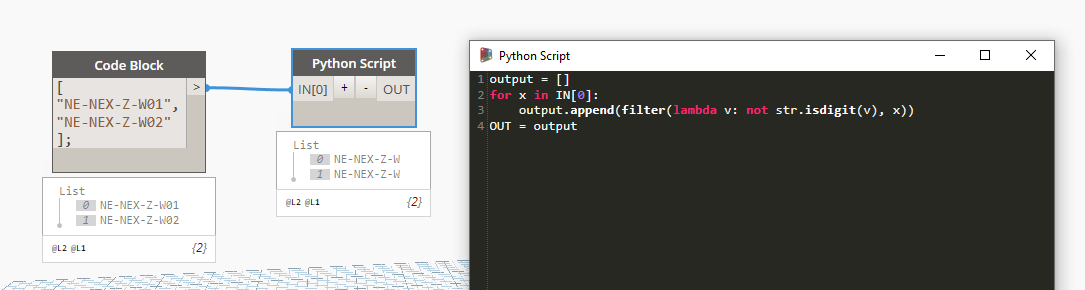 Code Block
[
"NE-NEX-Z-W01",
"NE-NEX-Z-W02"
];
>
List
0 NE-NEX-Z-W01
1 NE-NEX-Z-W02
@L2 @L1 {2}
Python Script
IN[0] + - OUT
List
0 NE-NEX-Z-W
1 NE-NEX-Z-W
@L2 @L1 {2}
Python Script
1 output = []
2 for x in IN[0]:
3     output.append(filter(lambda v: not str.isdigit(v), x))
4 OUT = output